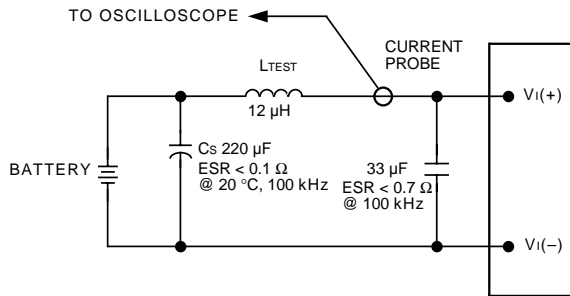 TO OSCILLOSCOPE
CURRENT
PROBE
LTEST
12 µH
VI(+)
BATTERY
CS 220 µF
ESR < 0.1 Ω
@ 20 °C, 100 kHz
33 µF
ESR < 0.7 Ω
@ 100 kHz
VI(–)